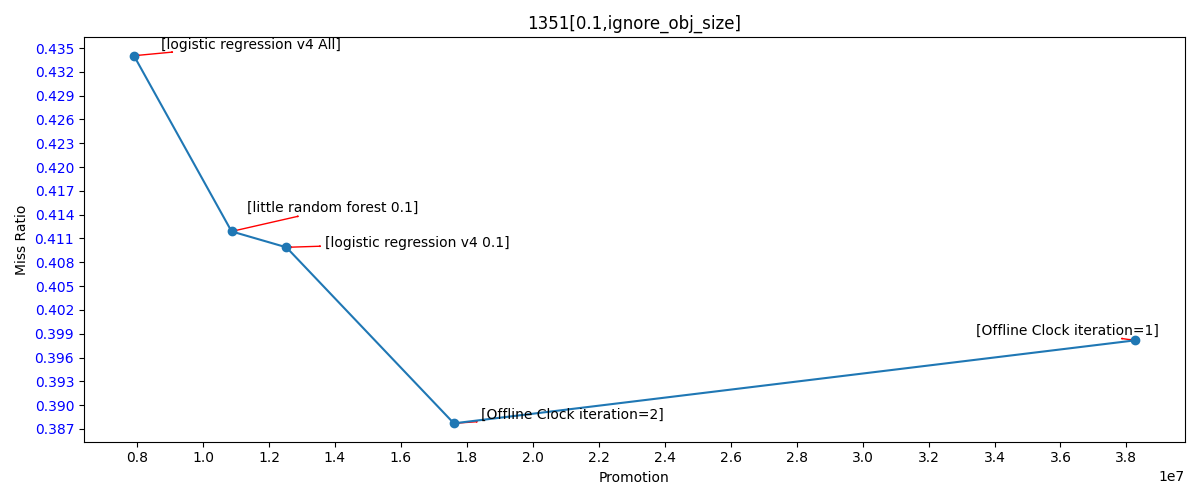 1351[0.1,ignore_obj_size]
0.435
0.432
0.429
0.426
0.423
0.420
0.417
0.414
0.411
0.408
0.405
0.402
0.399
0.396
0.393
0.390
0.387
Miss Ratio
[logistic regression v4 All]
[little random forest 0.1]
[logistic regression v4 0.1]
[Offline Clock iteration=1]
[Offline Clock iteration=2]
0.8 1.0 1.2 1.4 1.6 1.8 2.0 2.2 2.4 2.6 2.8 3.0 3.2 3.4 3.6 3.8
1e7
Promotion